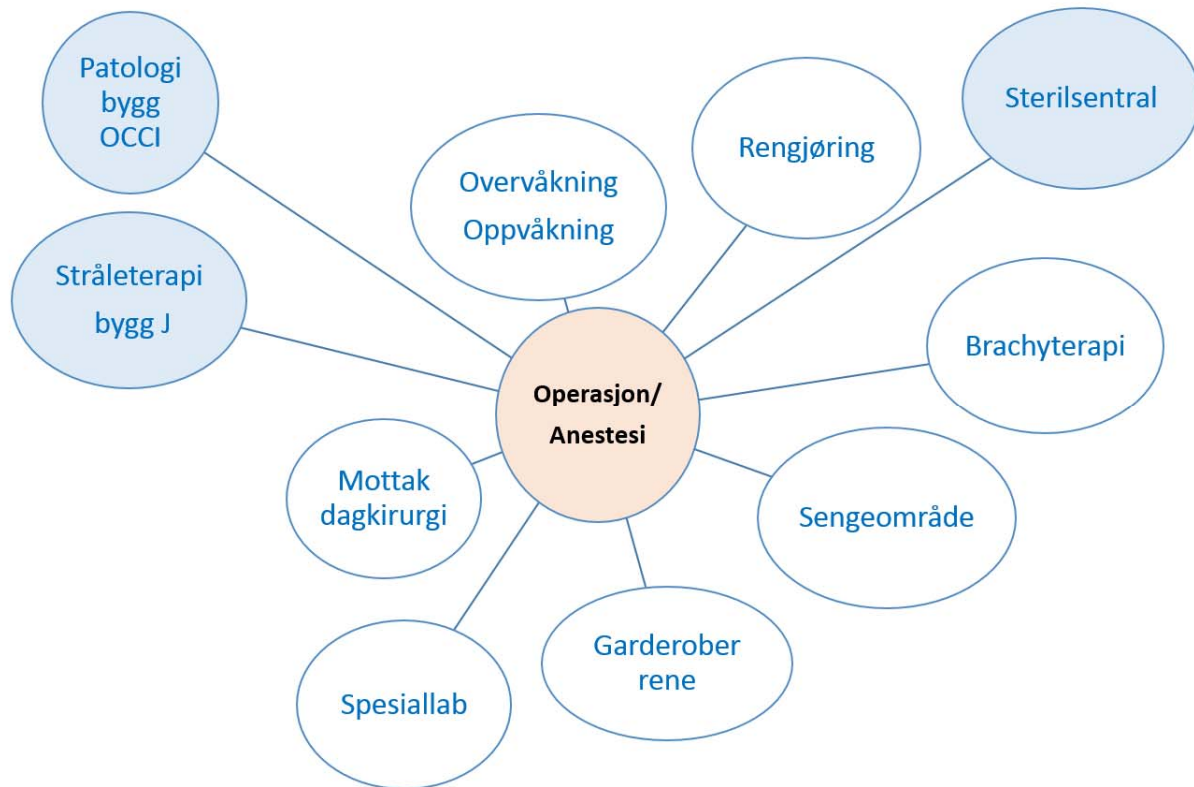 Patologi
bygg
OCCI
Sterilsentral
Rengjøring
Overvåkning
Oppvåkning
Stråleterapi
bygg J
Brachyterapi
Operasjon/
Anestesi
Mottak
dagkirurgi
Sengeområde
Garderober
rene
Spesiallab